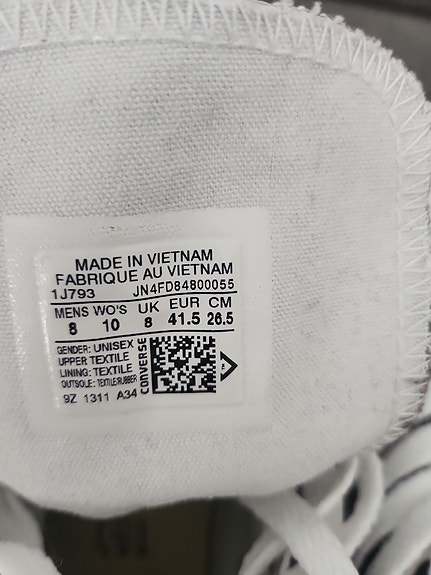 MADE IN VIETNAM
FABRIQUE AU VIETNAM
1J793 JN4FD84800055
MENS WO'S UK EUR CM
8 10 8 41.5 26.5
GENDER: UNISEX
UPPER TEXTILE
LINING: TEXTILE
OUTSOLE: TEXTILE/RUBBER
9Z 1311 A34
CONVERSE